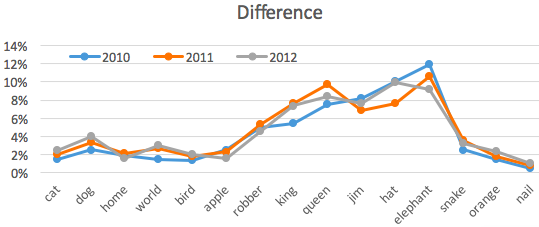 Difference
14%
12%
10%
8%
6%
4%
2%
0%
2010 2011 2012
cat dog home world bird apple robber king queen jim hat elephant snake orange nail